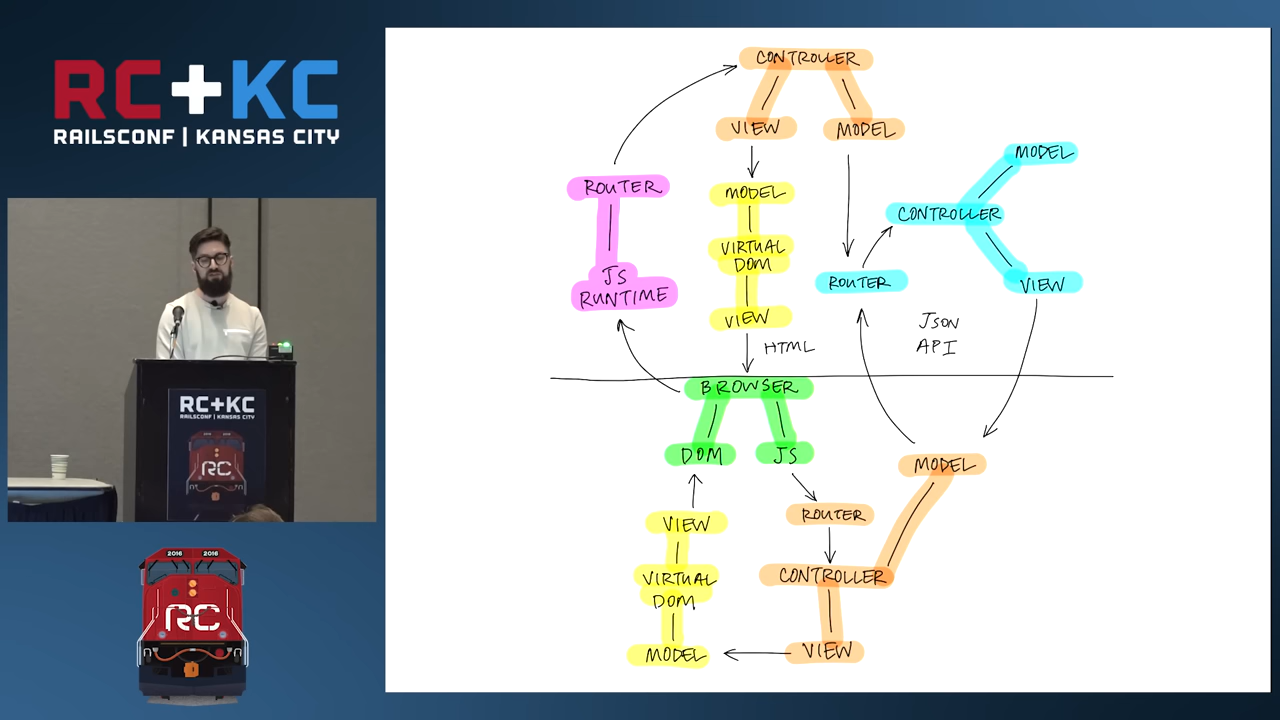 RC+KC
RAILSCONF | KANSAS CITY
RC+KC
RAILSCONF | KANSAS CITY
RC
2016 2016
RC
CONTROLLER
VIEW
MODEL
ROUTER
JS
RUNTIME
MODEL
VIRTUAL
DOM
VIEW
HTML
MODEL
CONTROLLER
ROUTER
VIEW
JSON
API
BROWSER
DOM
JS
VIEW
VIRTUAL
DOM
MODEL
ROUTER
CONTROLLER
VIEW
MODEL